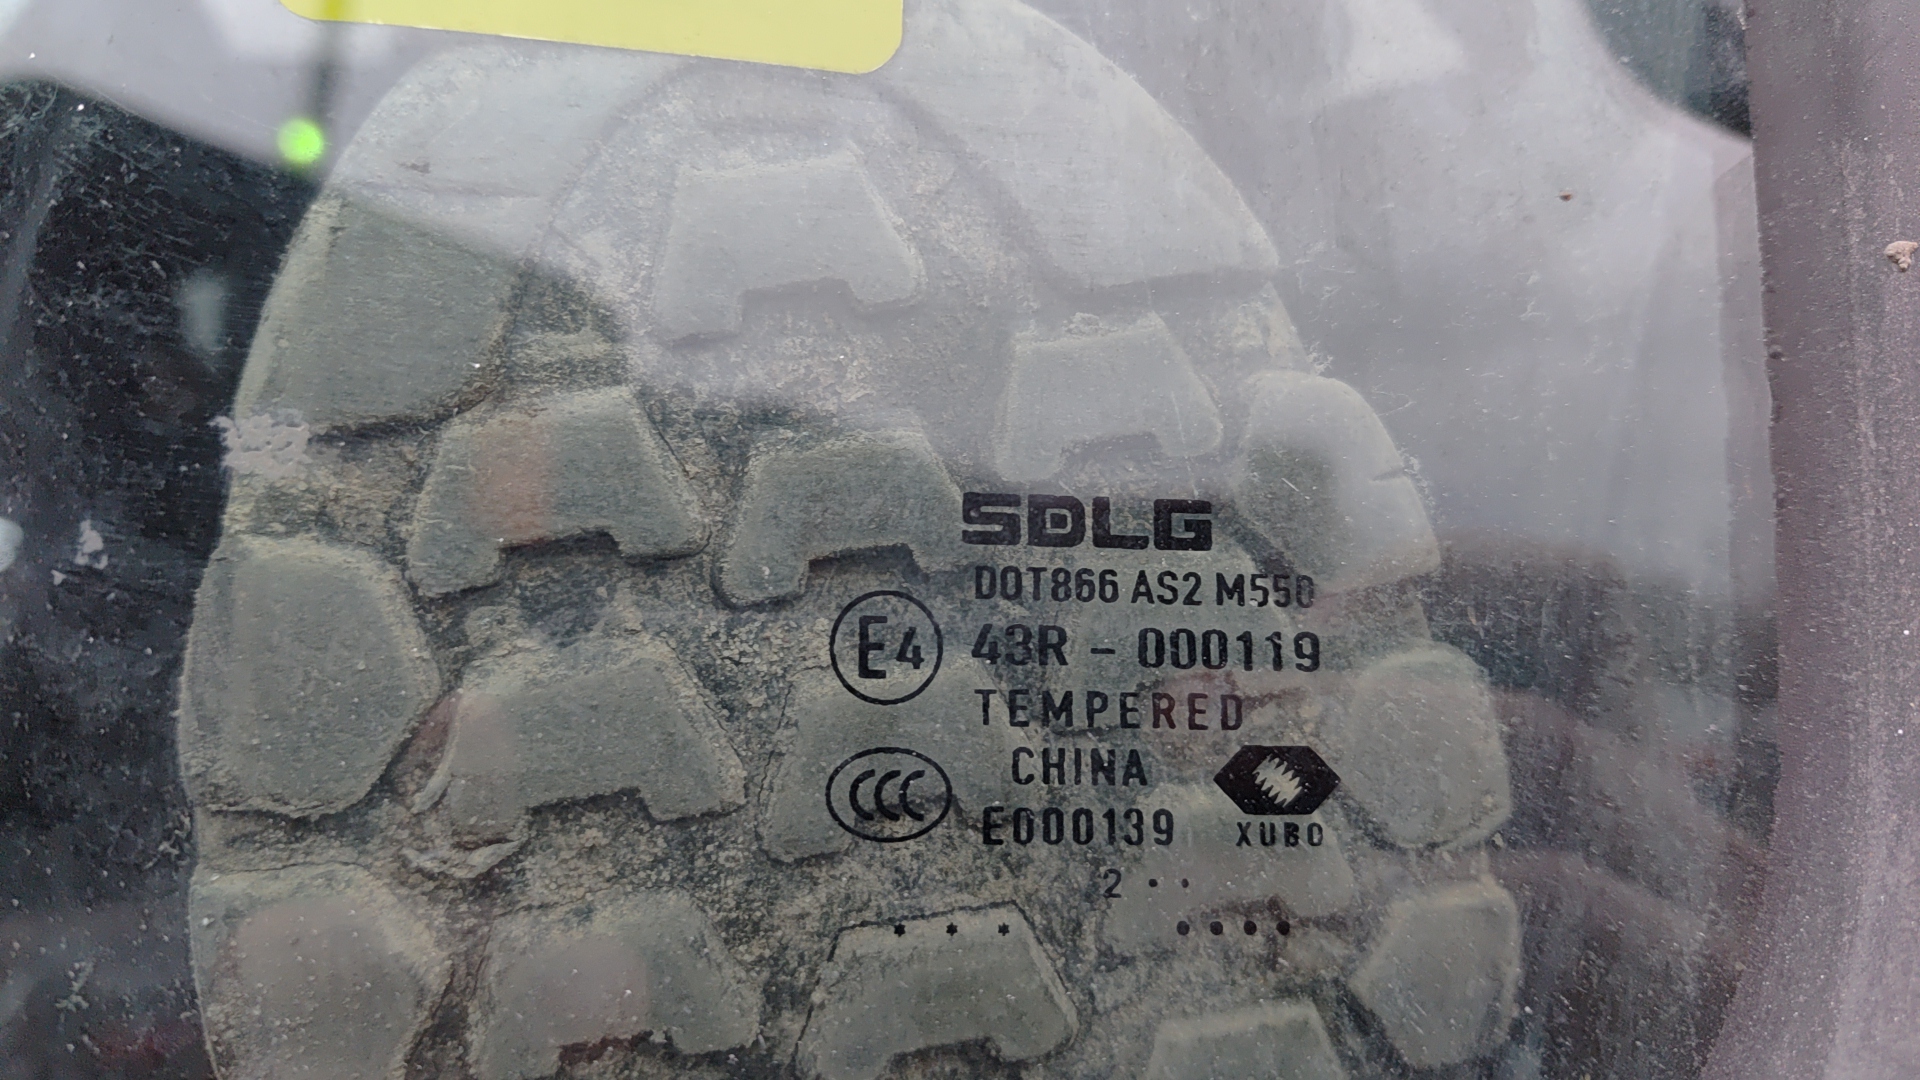 SDLG
DOT866 AS2 M550
E4 43R - 000119
TEMPERED
CCC CHINA
E000139 XUBO
2 • •
* * * • • • •